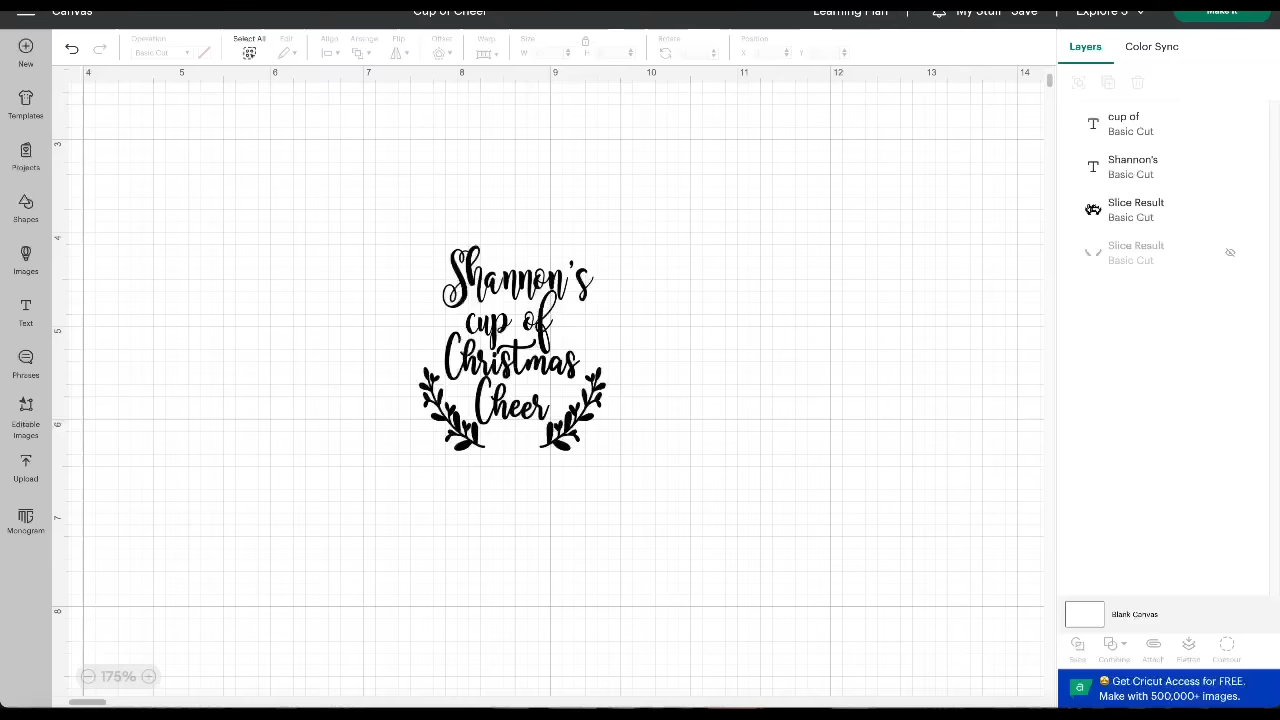 Canvas
Cup of Cheer
Learning Plan
My Stuff
Save
Make It
Operation
Basic Cut
Select All
Edit
Align
Arrange
Flip
Offset
Warp
Size
W
H
Rotate
Position
X
Y
Layers
Color Sync
New
Templates
Projects
Shapes
Images
Text
Phrases
Editable
Images
Upload
Monogram
4 5 6 7 8 9 10 11 12 13 14
3
4
5
6
7
8
Shannon's
cup of
Christmas
Cheer
cup of
Basic Cut
Shannon's
Basic Cut
Slice Result
Basic Cut
Slice Result
Basic Cut
Blank Canvas
Slice
Combine
Attach
Flatten
Contour
175%
a
Get Cricut Access for FREE.
Make with 500,000+ images.